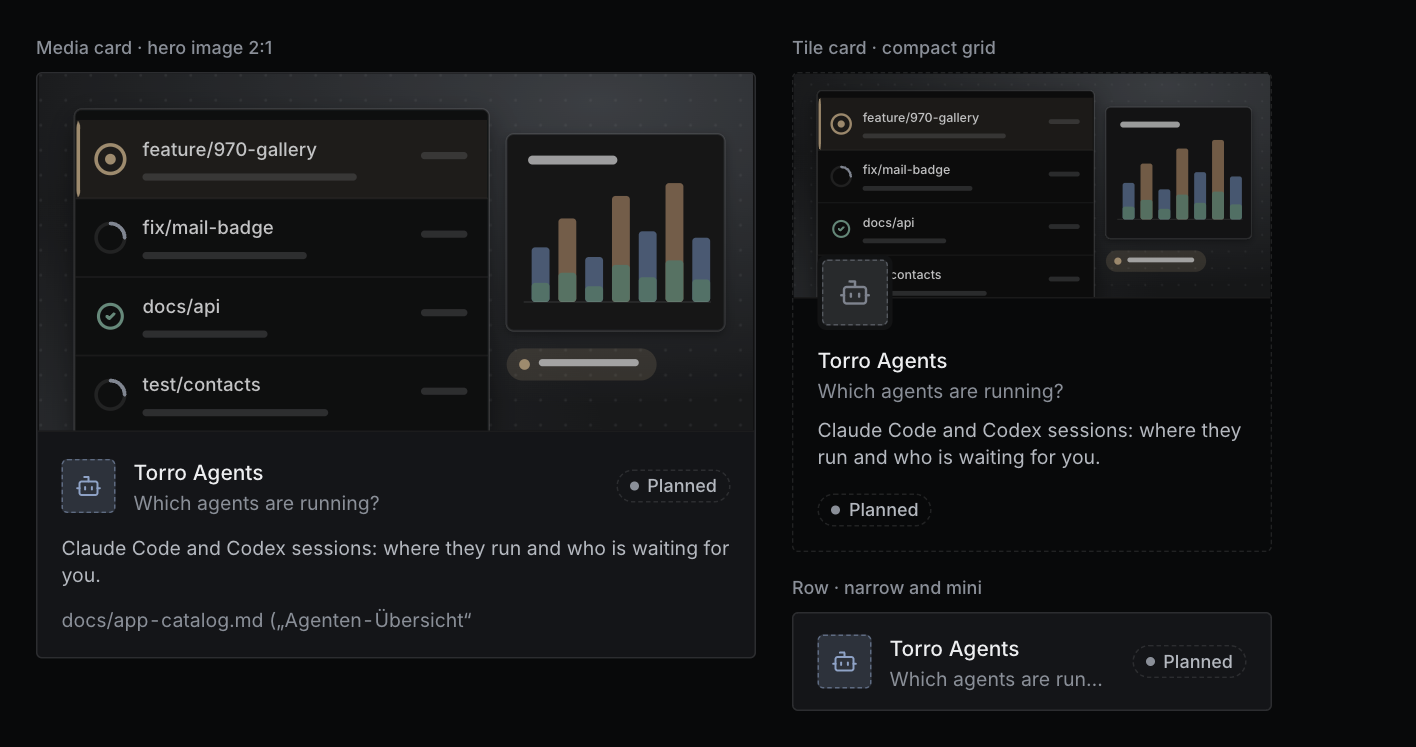 Media card · hero image 2:1
feature/970-gallery
fix/mail-badge
docs/api
test/contacts
Torro Agents
Which agents are running?
Planned
Claude Code and Codex sessions: where they run and who is waiting for
you.
docs/app-catalog.md („Agenten-Übersicht“
Tile card · compact grid
feature/970-gallery
fix/mail-badge
docs/api
contacts
Torro Agents
Which agents are running?
Claude Code and Codex sessions: where they
run and who is waiting for you.
Planned
Row · narrow and mini
Torro Agents
Which agents are run…
Planned